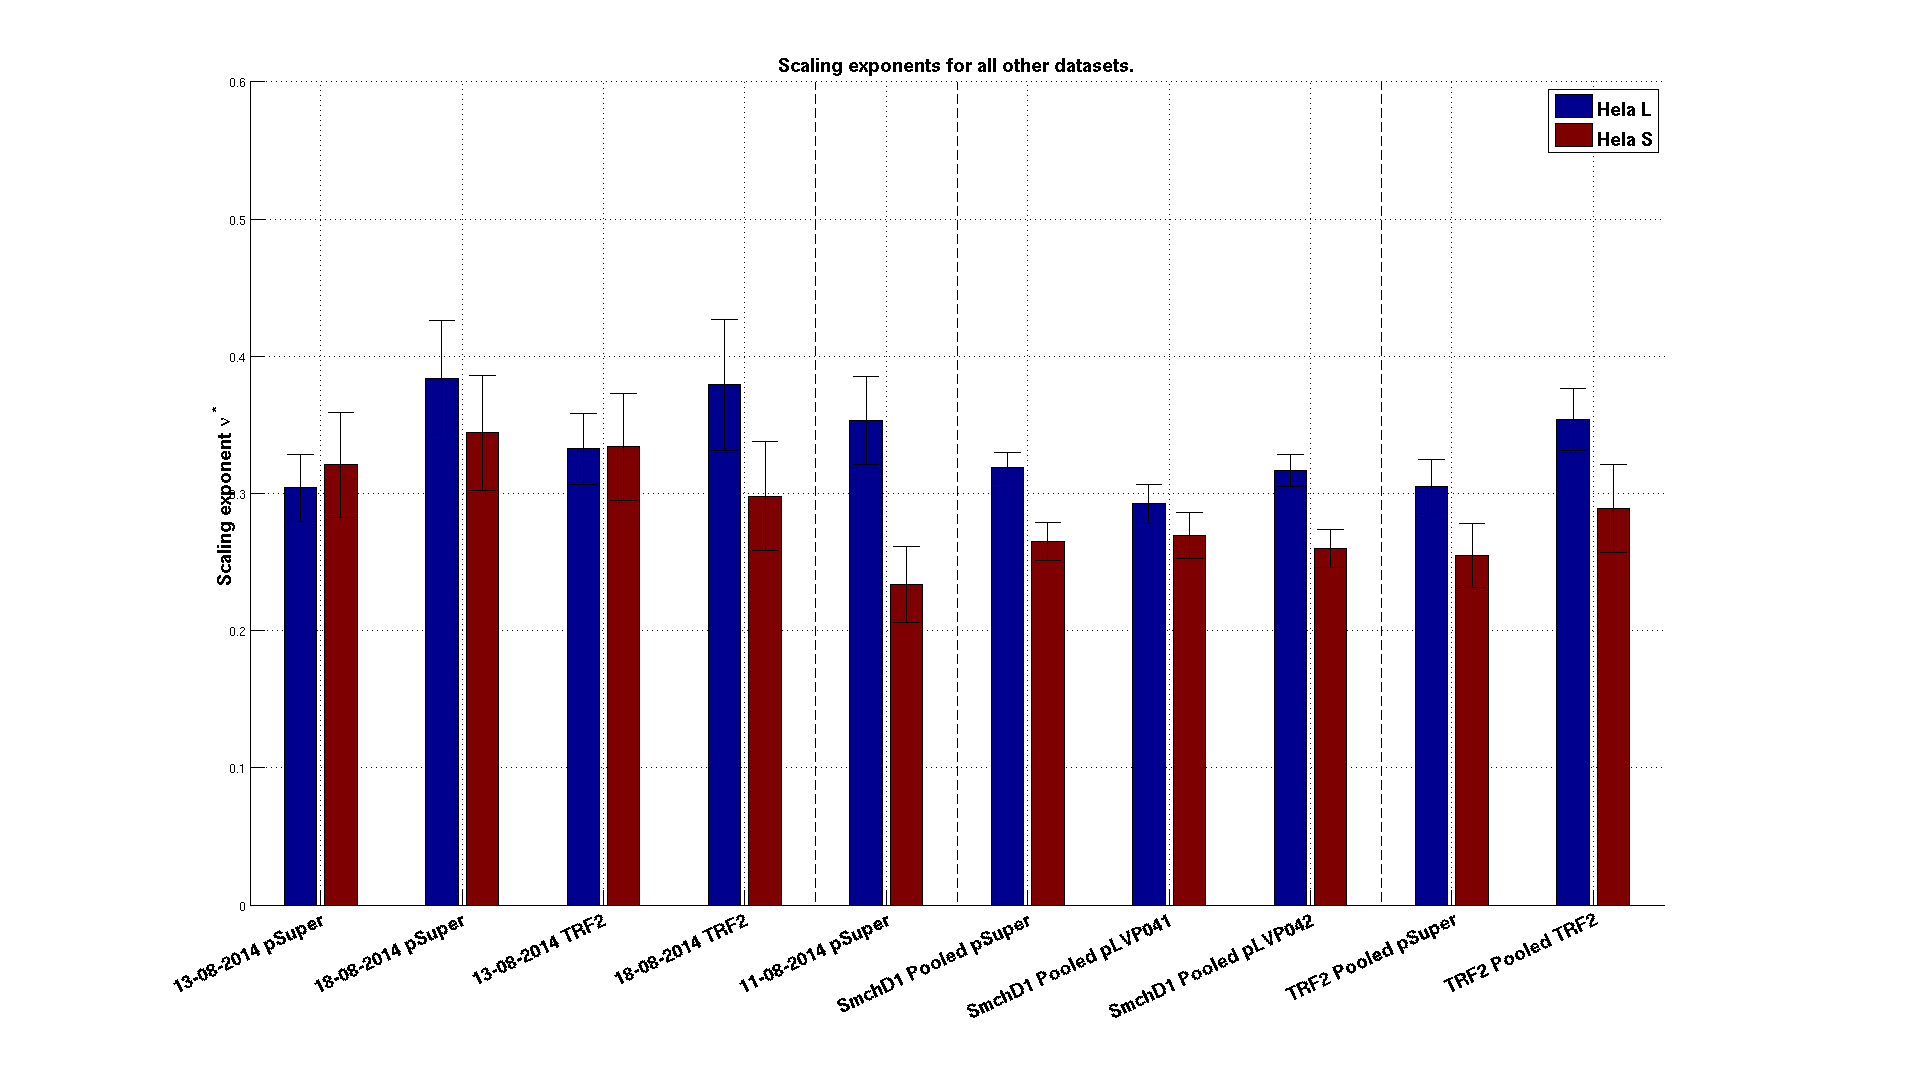 Scaling exponents for all other datasets.
Hela L
Hela S
0.6
0.5
0.4
0.3
0.2
0.1
0
Scaling exponent ν *
13-08-2014 pSuper
18-08-2014 pSuper
13-08-2014 TRF2
18-08-2014 TRF2
11-08-2014 pSuper
SmchD1 Pooled pSuper
SmchD1 Pooled pLVP041
SmchD1 Pooled pLVP042
TRF2 Pooled pSuper
TRF2 Pooled TRF2